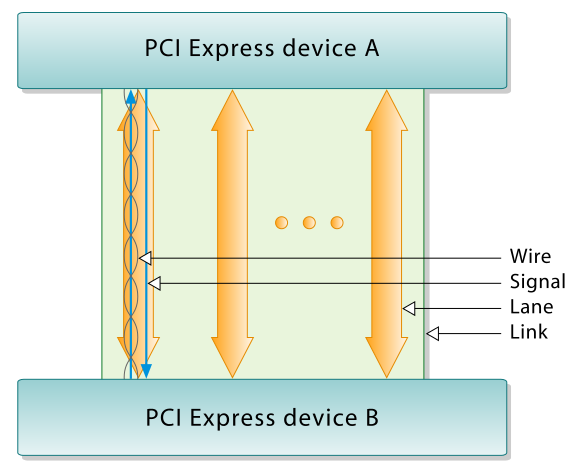 PCI Express device A
Wire
Signal
Lane
Link
PCI Express device B